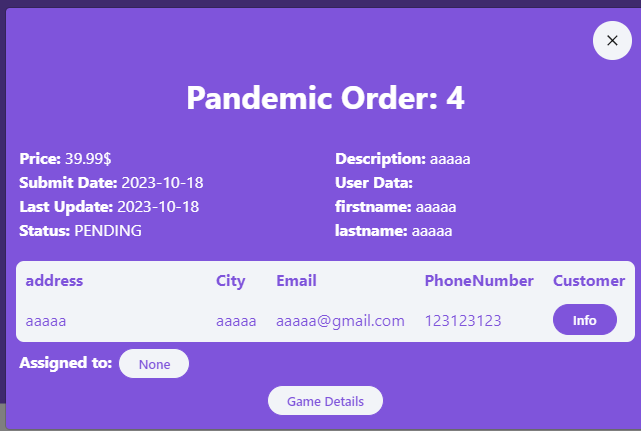 Pandemic Order: 4
Price: 39.99$
Submit Date: 2023-10-18
Last Update: 2023-10-18
Status: PENDING
Description: aaaaa
User Data:
firstname: aaaaa
lastname: aaaaa
address City Email PhoneNumber Customer
aaaaa aaaaa aaaaa@gmail.com 123123123 Info
Assigned to: None
Game Details